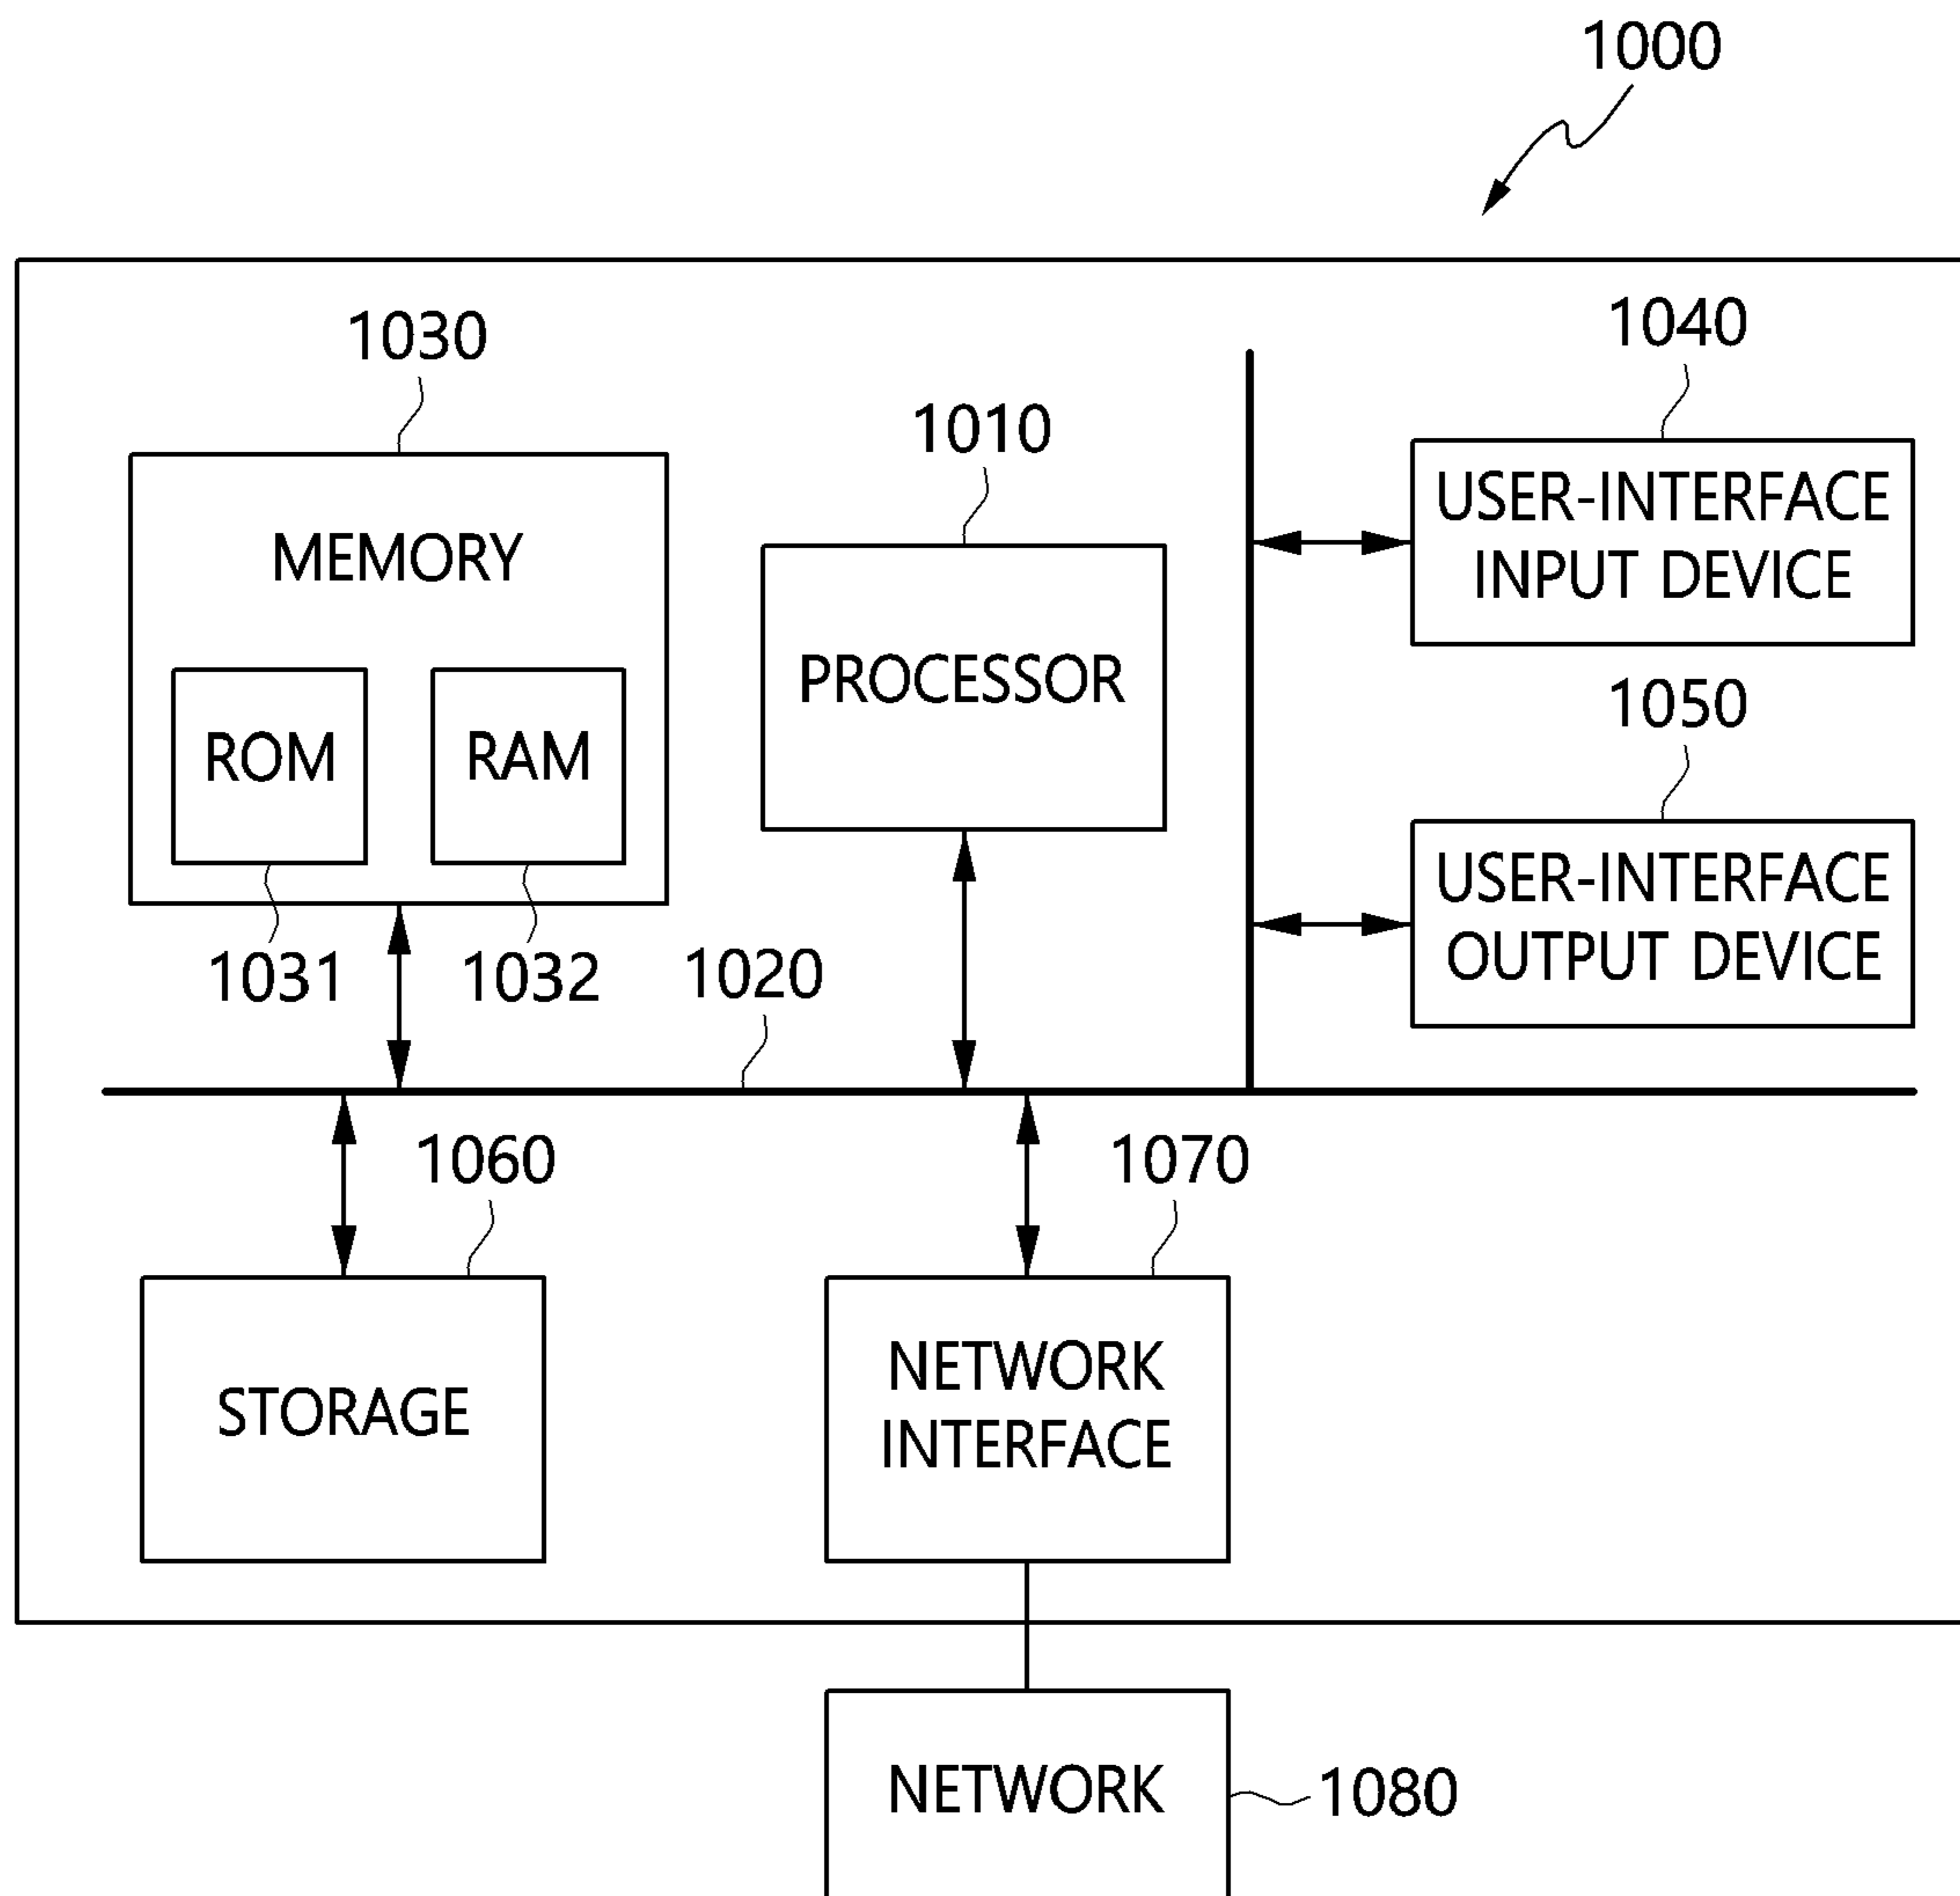 1000
1030
1040
1010
USER-INTERFACE
INPUT DEVICE
MEMORY
PROCESSOR
1050
ROM
RAM
USER-INTERFACE
OUTPUT DEVICE
1031
1032
1020
1060
1070
STORAGE
NETWORK
INTERFACE
NETWORK
1080